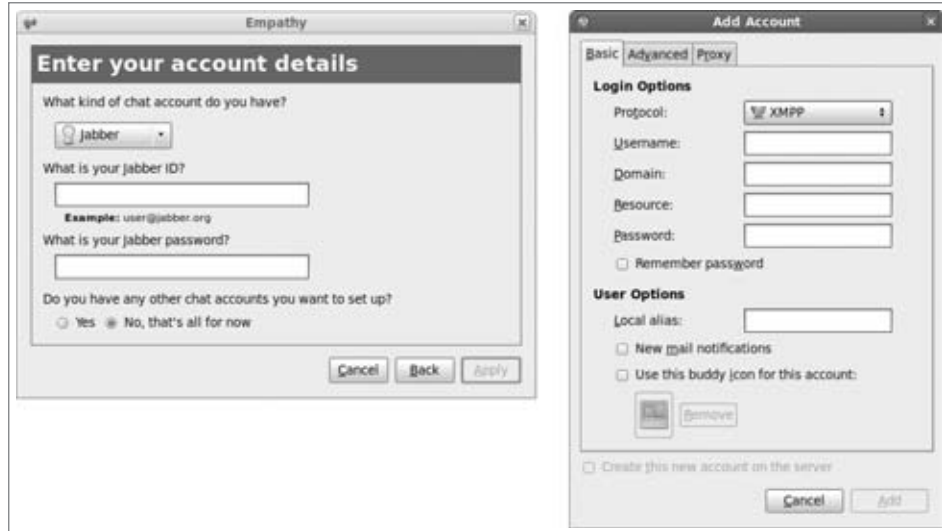 Empathy
Enter your account details
What kind of chat account do you have?
Jabber
What is your Jabber ID?
Example: user@jabber.org
What is your Jabber password?
Do you have any other chat accounts you want to set up?
Yes No, that's all for now
Cancel Back Apply
Add Account
Basic Advanced Proxy
Login Options
Protocol: XMPP
Username:
Domain:
Resource:
Password:
Remember password
User Options
Local alias:
New mail notifications
Use this buddy icon for this account:
Remove
Create this new account on the server
Cancel Add